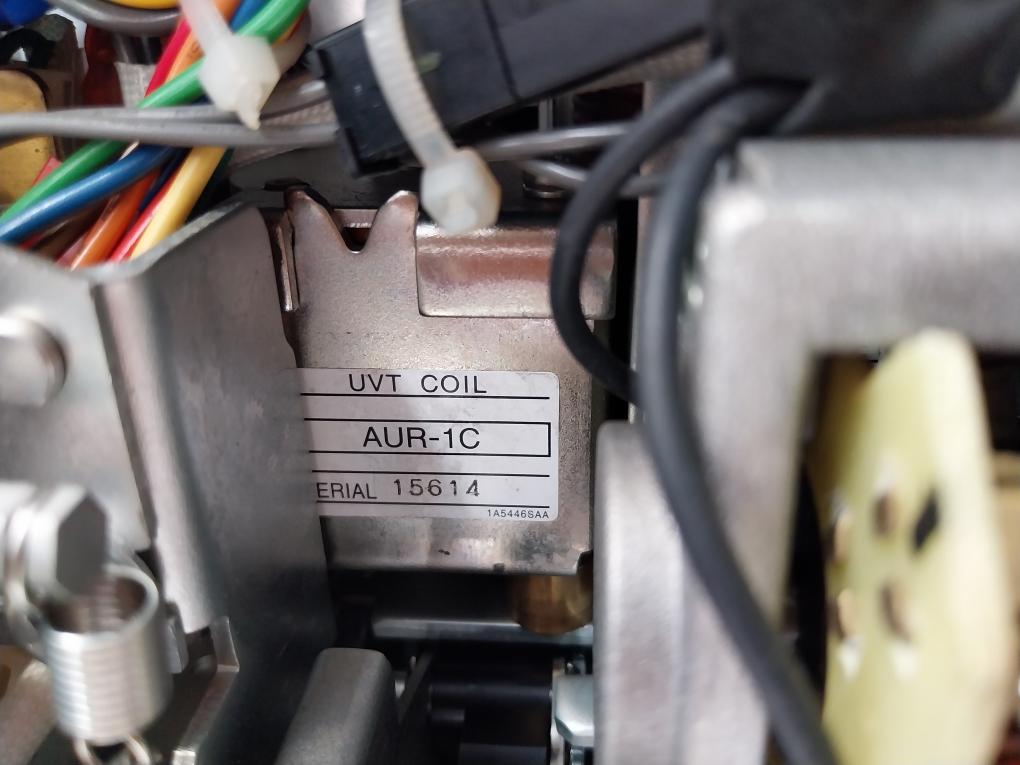 UVT COIL
AUR-1C
ERIAL 15614
1A5446SAA